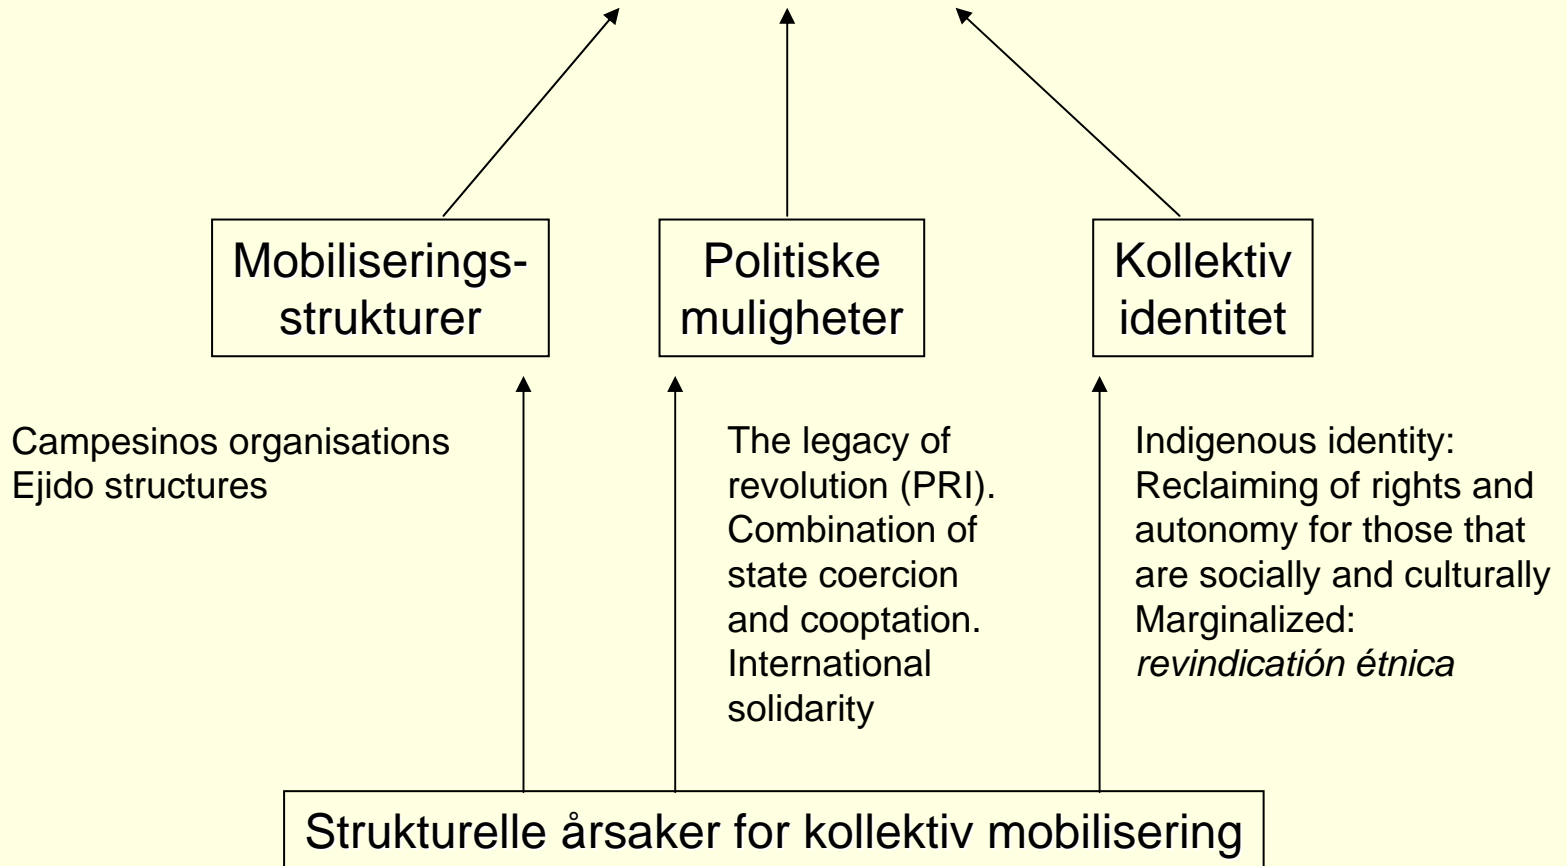 Mobiliserings-
strukturer
Politiske
muligheter
Kollektiv
identitet
Campesinos organisations
Ejido structures
The legacy of
revolution (PRI).
Combination of
state coercion
and cooptation.
International
solidarity
Indigenous identity:
Reclaiming of rights and
autonomy for those that
are socially and culturally
Marginalized:
revindicatión étnica
Strukturelle årsaker for kollektiv mobilisering